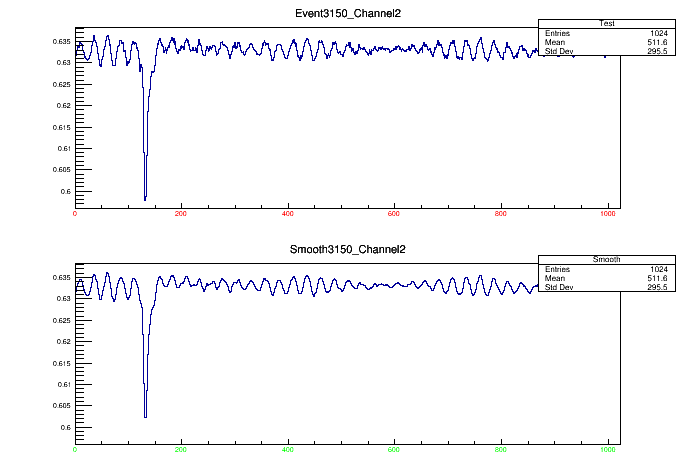 Event3150_Channel2
Test
Entries 1024
Mean 511.6
Std Dev 295.5
0.635
0.63
0.625
0.62
0.615
0.61
0.605
0.6
0 200 400 600 800 1000
Smooth3150_Channel2
Smooth
Entries 1024
Mean 511.6
Std Dev 295.5
0.635
0.63
0.625
0.62
0.615
0.61
0.605
0.6
0 200 400 600 800 1000